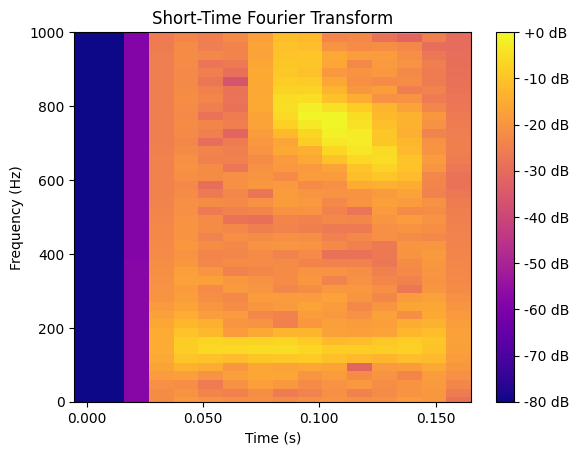 Short-Time Fourier Transform
1000
800
600
400
200
0
Frequency (Hz)
0.000
0.050
0.100
0.150
Time (s)
+0 dB
-10 dB
-20 dB
-30 dB
-40 dB
-50 dB
-60 dB
-70 dB
-80 dB